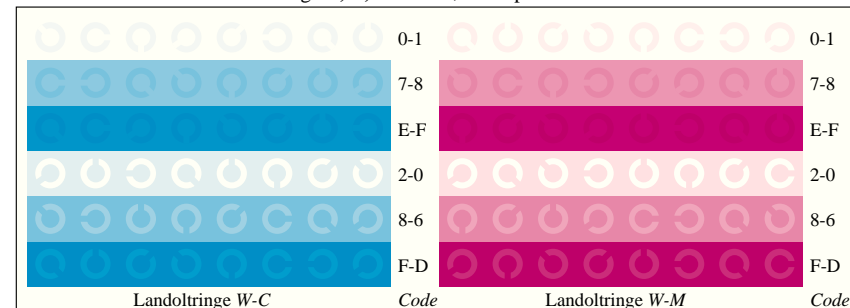 0-1 0-1
7-8 7-8
E-F E-F
2-0 2-0
8-6 8-6
F-D F-D
Landoltringe W-C Code Landoltringe W-M Code